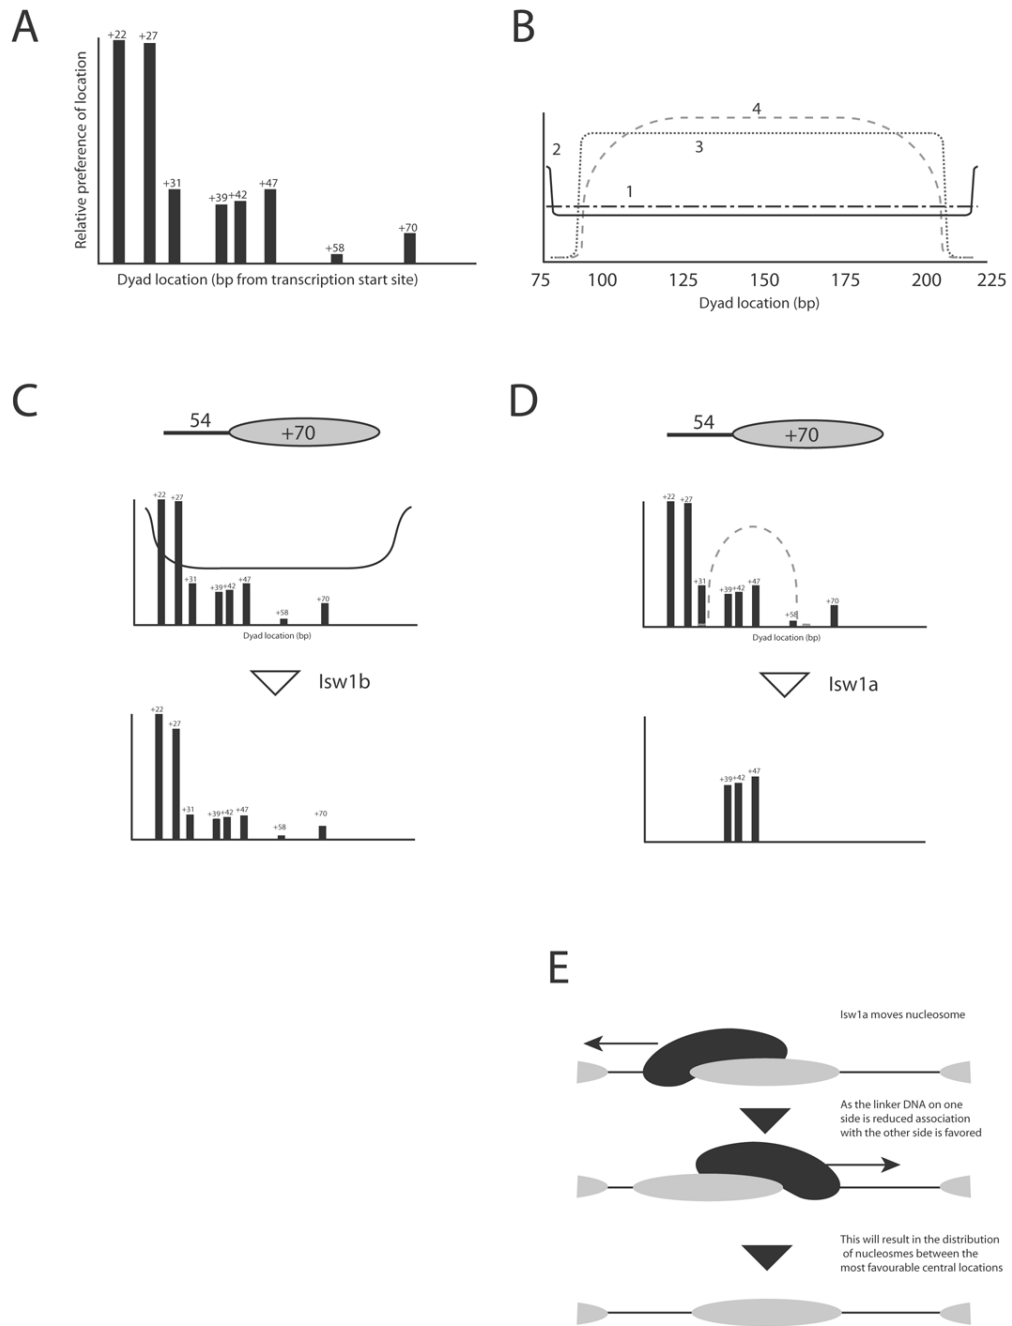 A
Relative preference of location
+22
+27
+31
+39
+42
+47
+58
+70
Dyad location (bp from transcription start site)
B
1
2
3
4
75
100
125
150
175
200
225
Dyad location (bp)
C
54
+70
+22
+27
+31
+39
+42
+47
+58
+70
Dyad location (bp)
Isw1b
+22
+27
+31
+39
+42
+47
+58
+70
D
54
+70
+22
+27
+31
+39
+42
+47
+58
+70
Dyad location (bp)
Isw1a
+39
+42
+47
E
Isw1a moves nucleosome
As the linker DNA on one
side is reduced association
with the other side is favored
This will result in the distribution
of nucleosmes between the
most favourable central locations